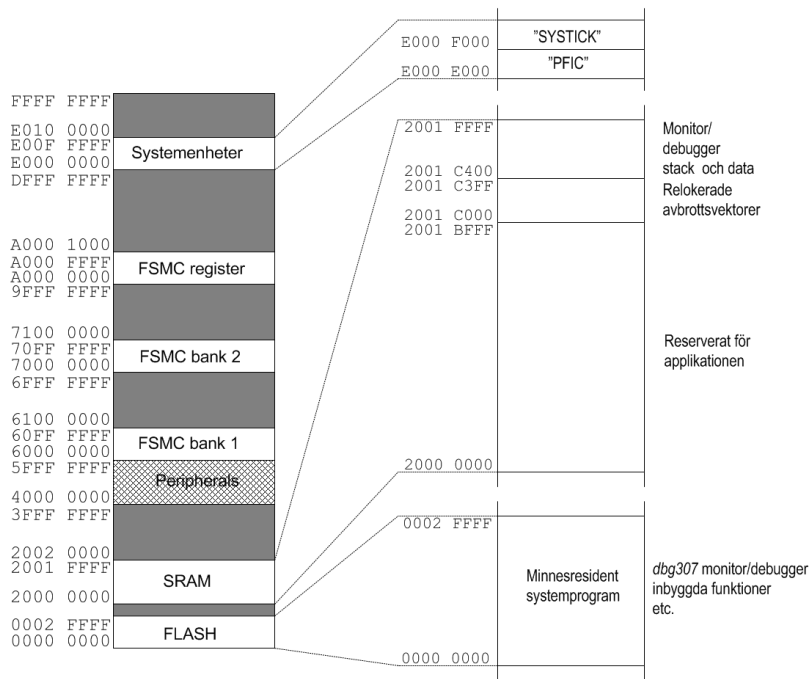 E000 F000
"SYSTICK"
E000 E000
"PFIC"
FFFF FFFF
E010 0000
E00F FFFF
E000 0000
DFFF FFFF
Systemenheter
A000 1000
A000 FFFF
A000 0000
9FFF FFFF
FSMC register
7100 0000
70FF FFFF
7000 0000
6FFF FFFF
FSMC bank 2
6100 0000
60FF FFFF
6000 0000
5FFF FFFF
FSMC bank 1
Peripherals
4000 0000
3FFF FFFF
2002 0000
2001 FFFF
SRAM
2000 0000
0002 FFFF
0000 0000
FLASH
2001 FFFF
2001 C400
2001 C3FF
2001 C000
2001 BFFF
2000 0000
Monitor/
debugger
stack och data
Relokerade
avbrottsvektorer
Reserverat för
applikationen
0002 FFFF
0000 0000
Minnesresident
systemprogram
dbg307 monitor/debugger
inbyggda funktioner
etc.